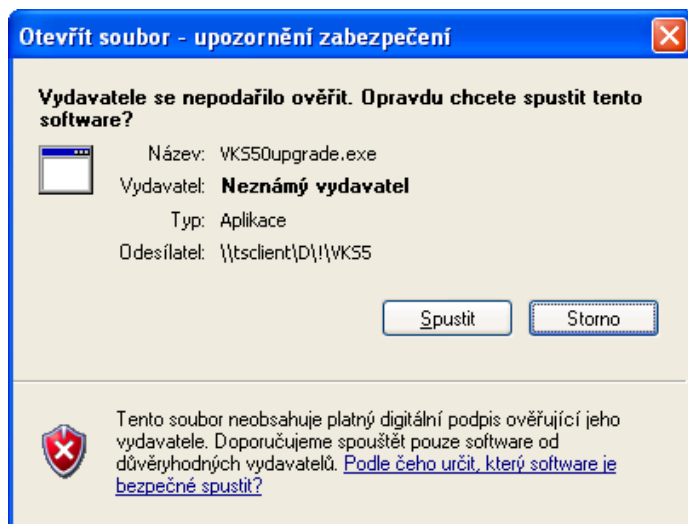 Otevřít soubor - upozornění zabezpečení
Vydavatele se nepodařilo ověřit. Opravdu chcete spustit tento
software?
Název: VKS50upgrade.exe
Vydavatel: Neznámý vydavatel
Typ: Aplikace
Odesílatel: \\tsclient\D\!\VKS5
Spustit
Storno
Tento soubor neobsahuje platný digitální podpis ověřující jeho
vydavatele. Doporučujeme spouštět pouze software od
důvěryhodných vydavatelů. Podle čeho určit, který software je
bezpečné spustit?